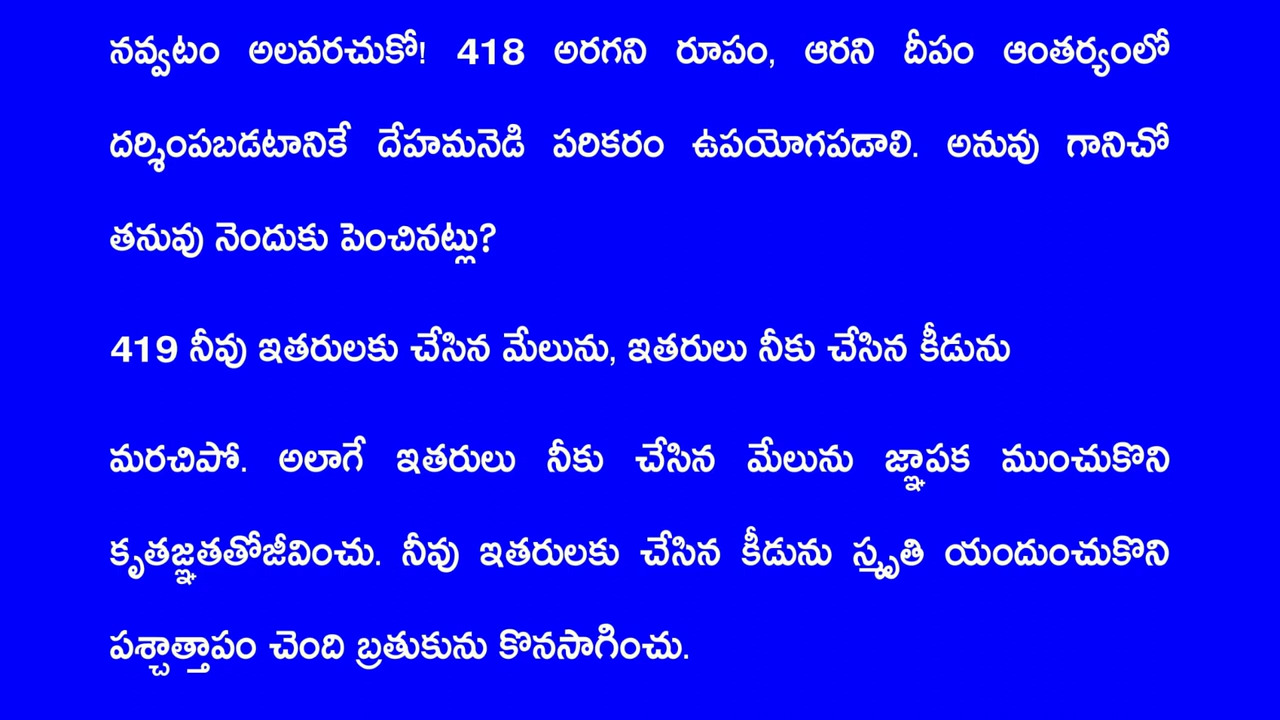 నవ్వటం అలవరచుకో! 418 అరగని రూపం, ఆరని దీపం ఆంతర్యంలో
దర్శింపబడటానికే దేహమనెడి పరికరం ఉపయోగపడాలి. అనువు గానిచో
తనువు నెందుకు పెంచినట్లు?
419 నీవు ఇతరులకు చేసిన మేలును, ఇతరులు నీకు చేసిన కీడును
మరచిపో. అలాగే ఇతరులు నీకు చేసిన మేలును జ్ఞాపక ముంచుకొని
కృతజ్ఞతతోజీవించు. నీవు ఇతరులకు చేసిన కీడును స్మృతి యందుంచుకొని
పశ్చాత్తాపం చెంది బ్రతుకును కొనసాగించు.